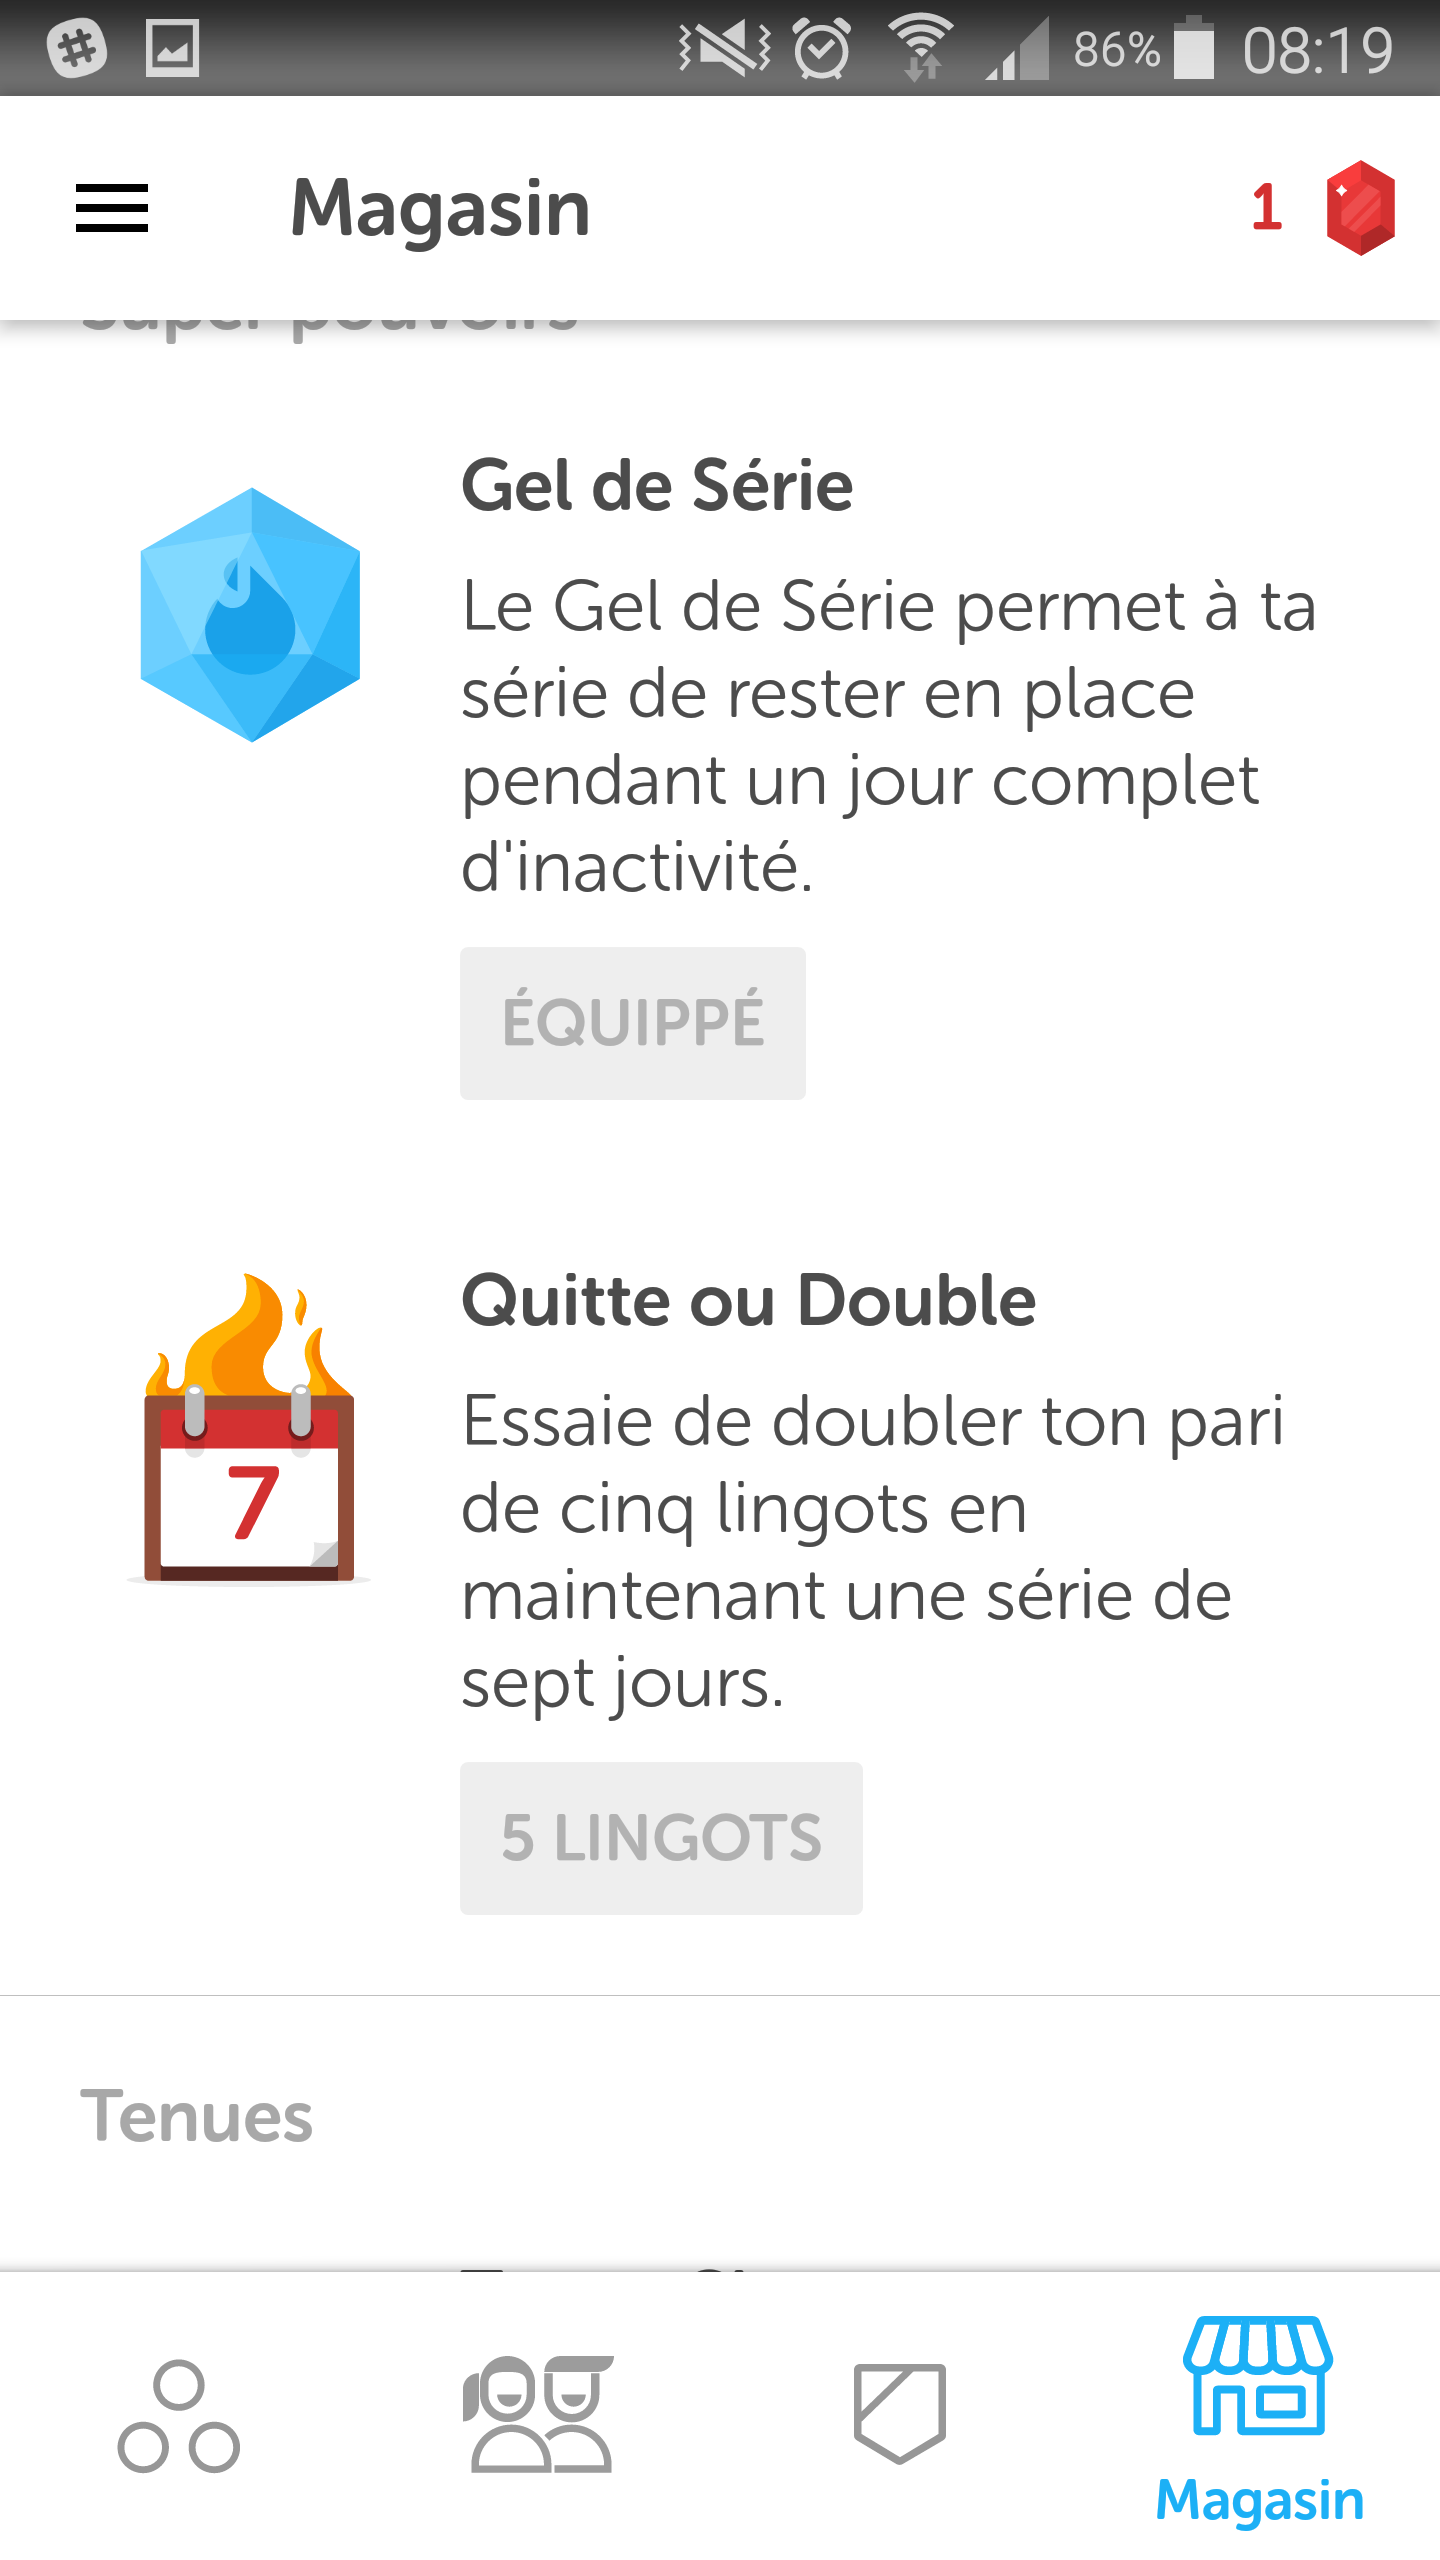 86% 08:19
Magasin 1
Super pouvoirs
Gel de Série
Le Gel de Série permet à ta
série de rester en place
pendant un jour complet
d'inactivité.
ÉQUIPPÉ
Quitte ou Double
7
Essaie de doubler ton pari
de cinq lingots en
maintenant une série de
sept jours.
5 LINGOTS
Tenues
Magasin